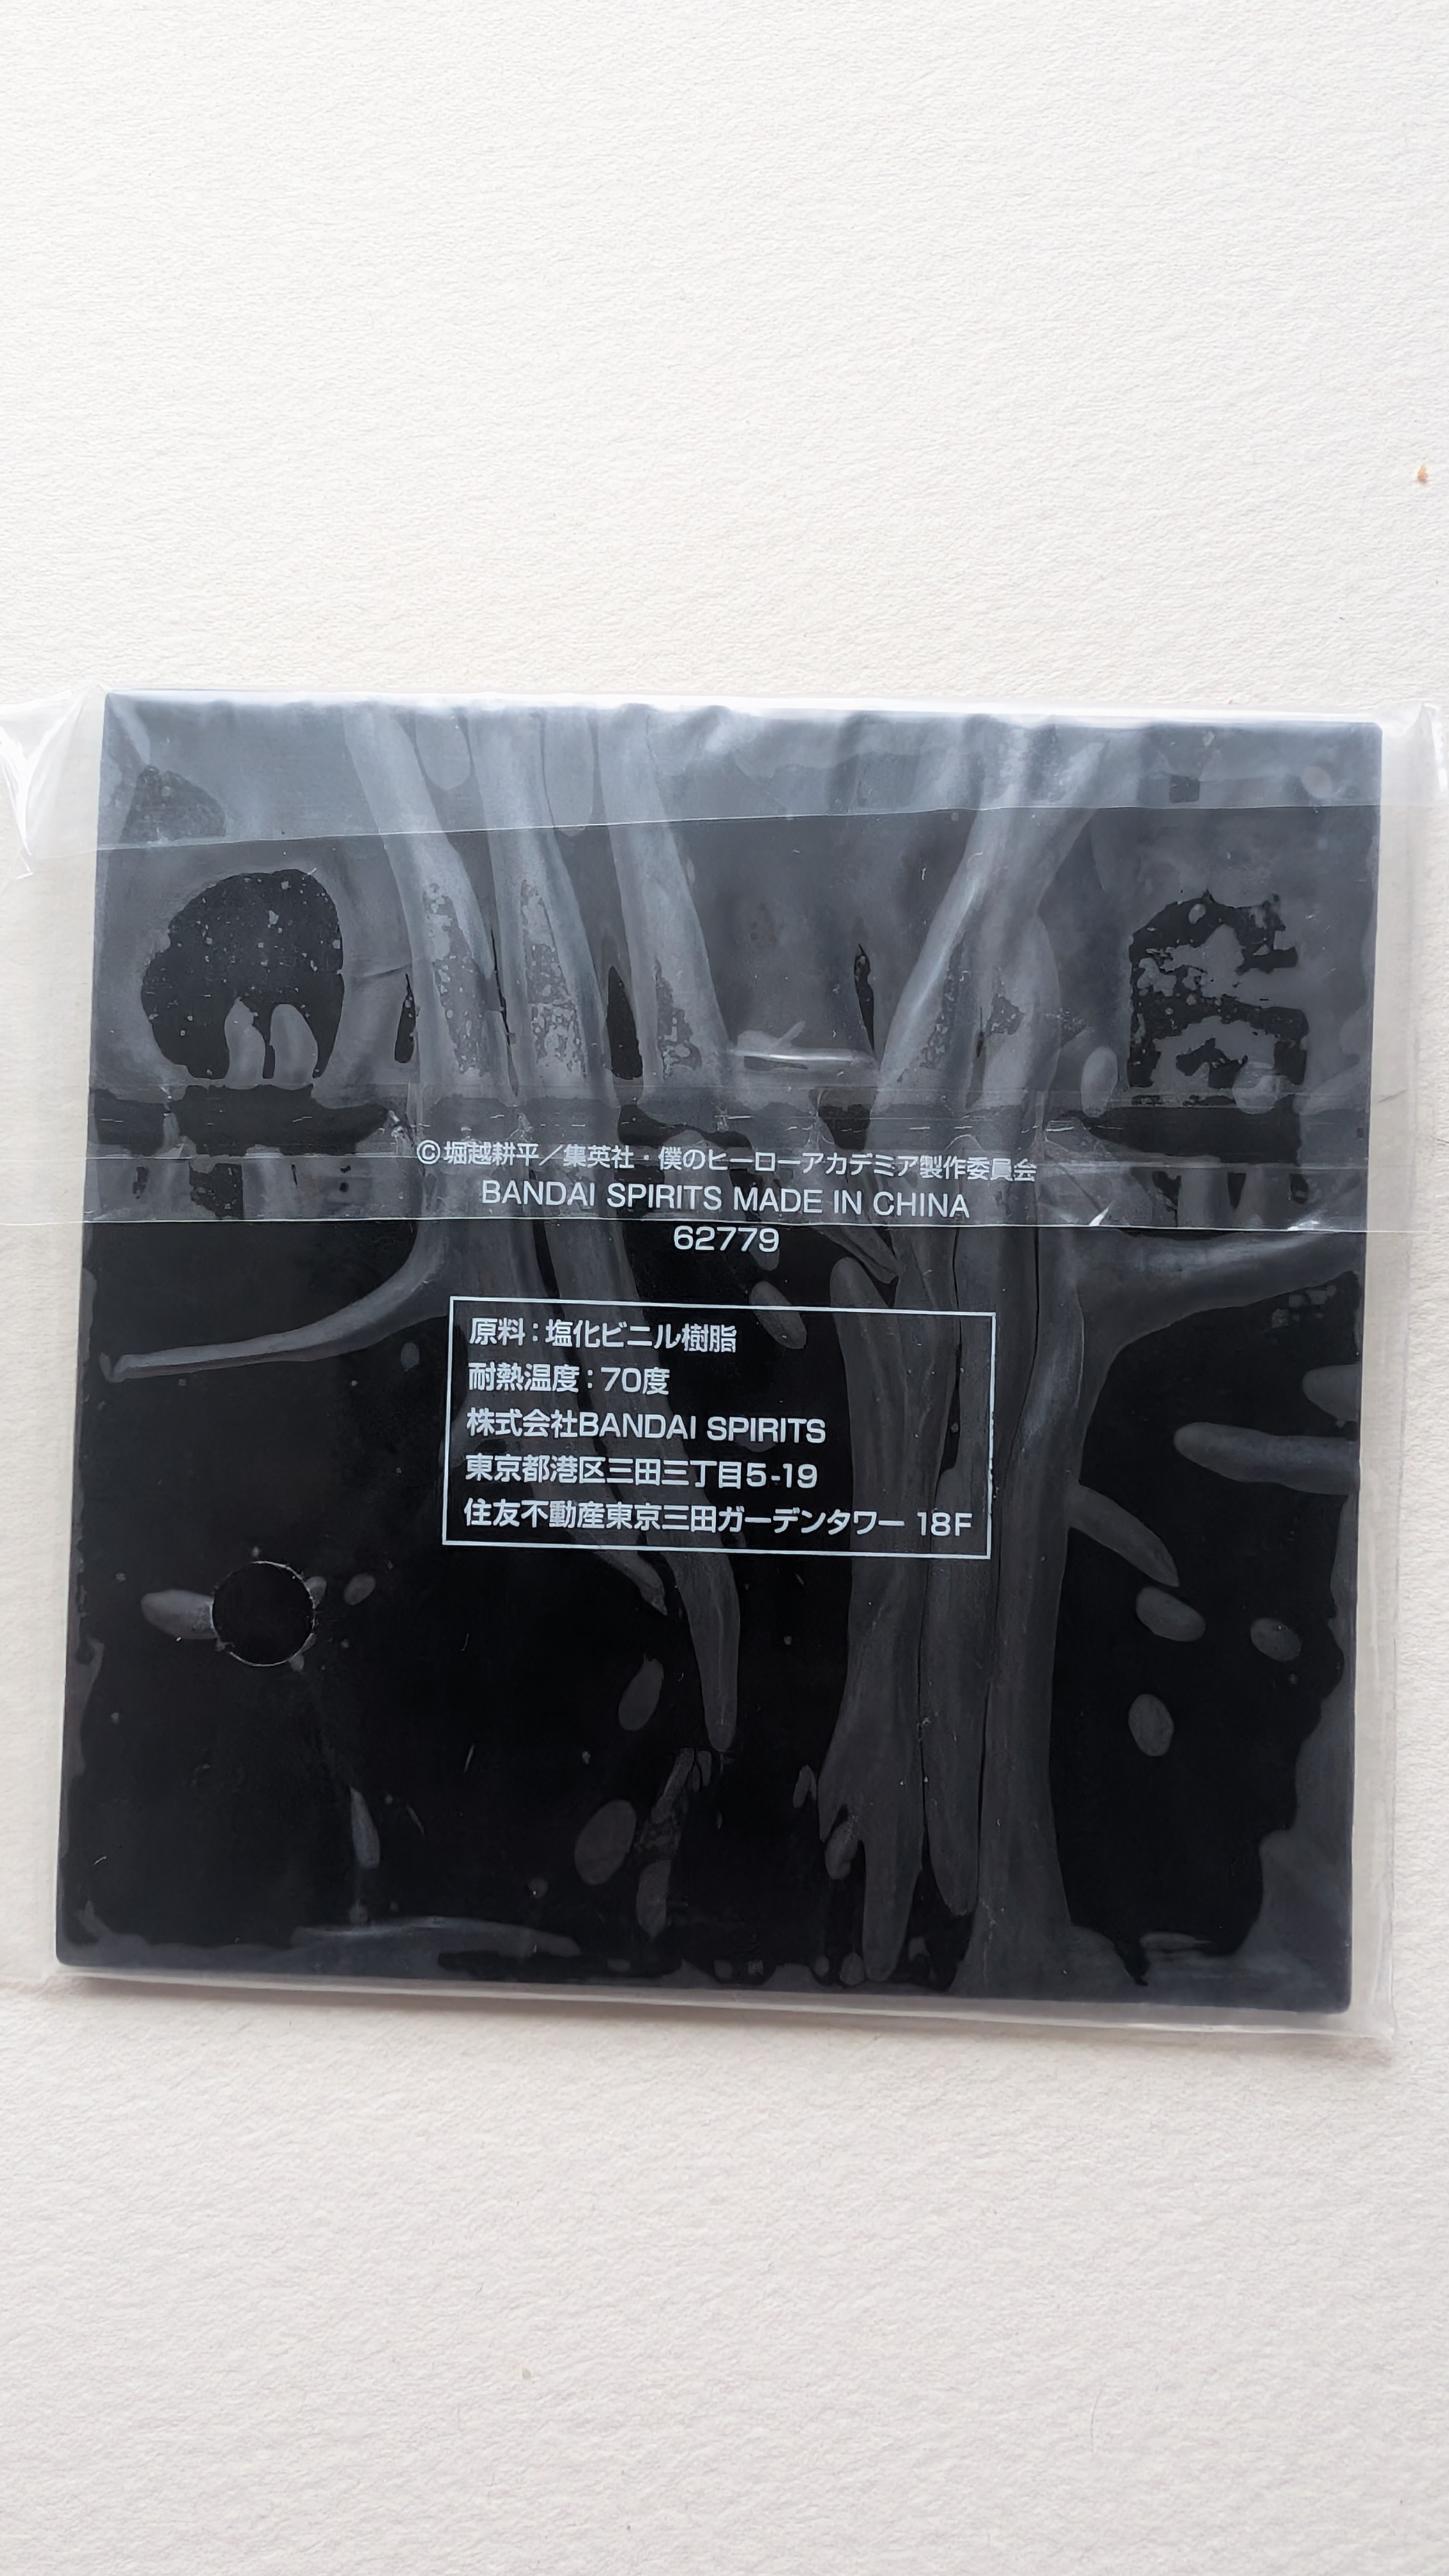 ©堀越耕平／集英社・僕のヒーローアカデミア製作委員会
BANDAI SPIRITS MADE IN CHINA
62779
原料：塩化ビニル樹脂
耐熱温度：70度
株式会社BANDAI SPIRITS
東京都港区三田三丁目5-19
住友不動産東京三田ガーデンタワー 18F